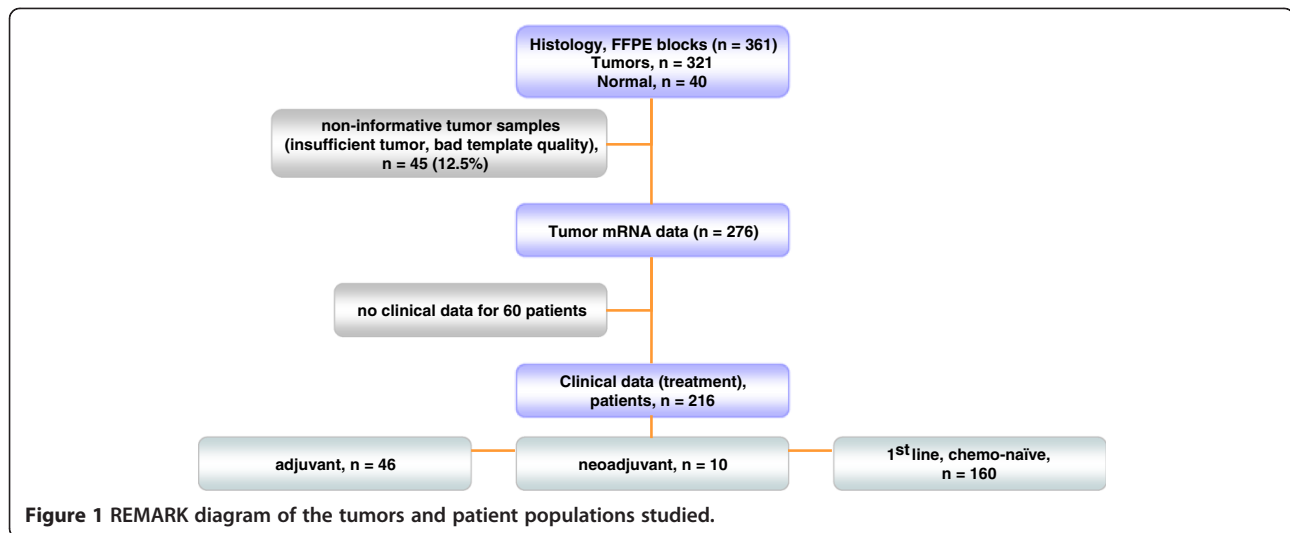 Histology, FFPE blocks (n = 361)
Tumors, n = 321
Normal, n = 40
non-informative tumor samples
(insufficient tumor, bad template quality),
n = 45 (12.5%)
Tumor mRNA data (n = 276)
no clinical data for 60 patients
Clinical data (treatment),
patients, n = 216
adjuvant, n = 46
neoadjuvant, n = 10
1st line, chemo-naïve,
n = 160
Figure 1 REMARK diagram of the tumors and patient populations studied.